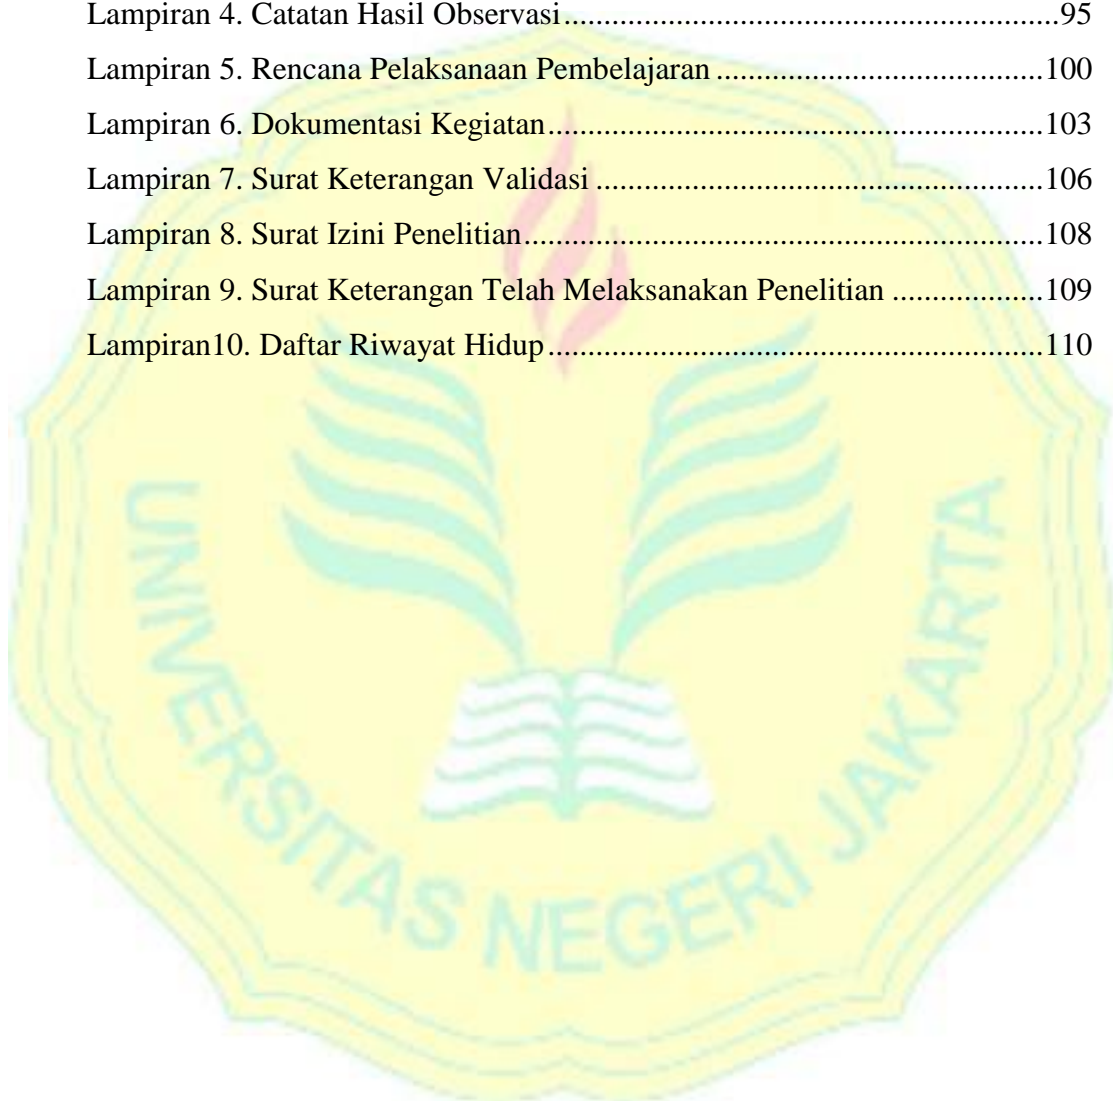 Lampiran 4. Catatan Hasil Observasi..............................................................95
Lampiran 5. Rencana Pelaksanaan Pembelajaran.........................................100
Lampiran 6. Dokumentasi Kegiatan..............................................................103
Lampiran 7. Surat Keterangan Validasi........................................................106
Lampiran 8. Surat Izini Penelitian.................................................................108
Lampiran 9. Surat Keterangan Telah Melaksanakan Penelitian...................109
Lampiran10. Daftar Riwayat Hidup..............................................................110
UNIVERSITAS NEGERI JAKARTA